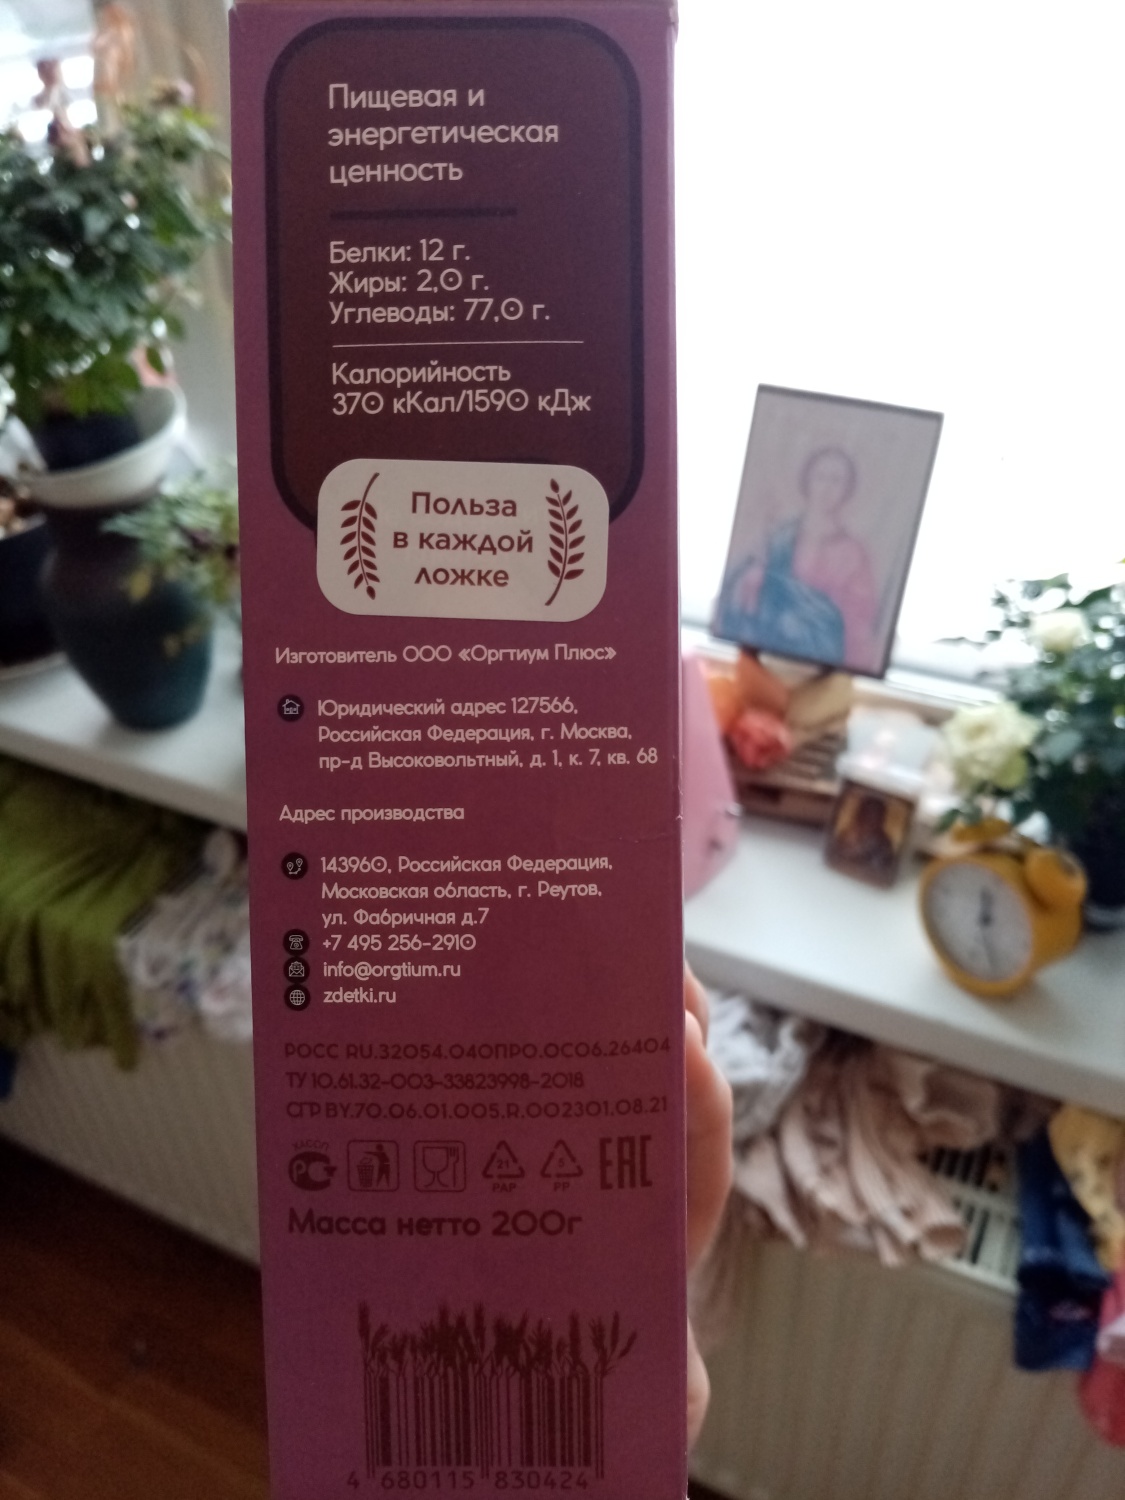 Пищевая и
энергетическая
ценность
Белки: 12 г.
Жиры: 2,0 г.
Углеводы: 77,0 г.
Калорийность
370 кКал/1590 кДж
Польза
в каждой
ложке
Изготовитель ООО «Оргтиум Плюс»
Юридический адрес 127566,
Российская Федерация, г. Москва,
пр-д Высоковольтный, д. 1, к. 7, кв. 68
Адрес производства
143960, Российская Федерация,
Московская область, г. Реутов,
ул. Фабричная д.7
+7 495 256-2910
info@orgtium.ru
zdetki.ru
РОСС RU.32054.04ОПРО.ОС06.26404
ТУ 10.61.32-003-33823998-2018
СГР BY.70.06.01.005.R.002301.08.21
21
PAP
5
PP
ЕАС
Масса нетто 200г
4 680115 830424